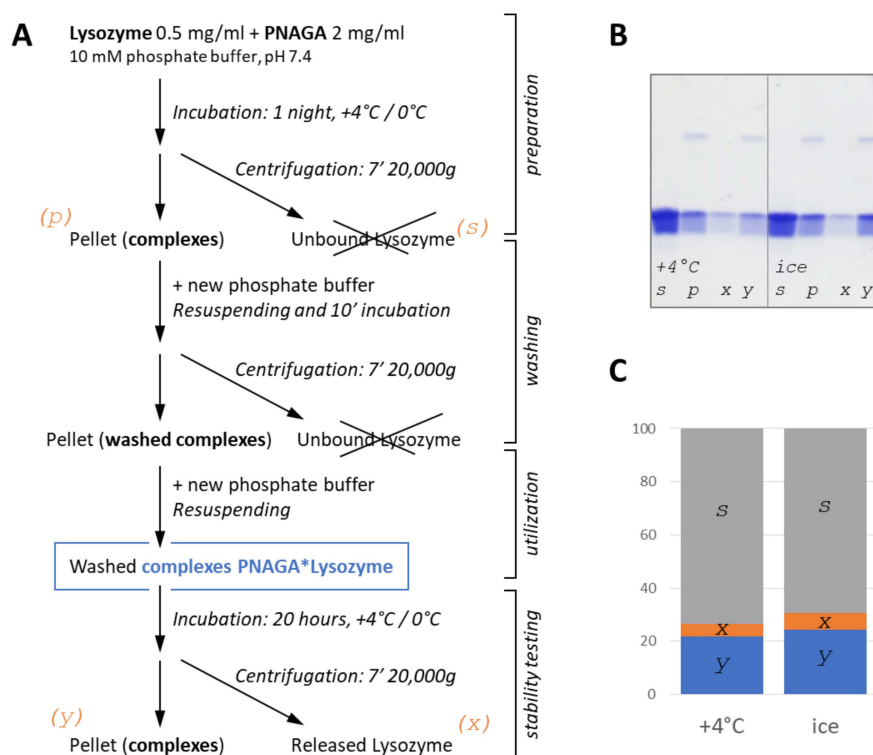 A
Lysozyme 0.5 mg/ml + PNAGA 2 mg/ml
10 mM phosphate buffer, pH 7.4
Incubation: 1 night, +4°C / 0°C
Centrifugation: 7’ 20,000g
(p)
(s)
Pellet (complexes)
Unbound Lysozyme
preparation
+ new phosphate buffer
Resuspending and 10’ incubation
Centrifugation: 7’ 20,000g
Pellet (washed complexes)
Unbound Lysozyme
washing
+ new phosphate buffer
Resuspending
Washed complexes PNAGA*Lysozyme
utilization
Incubation: 20 hours, +4°C / 0°C
Centrifugation: 7’ 20,000g
(y)
(x)
Pellet (complexes)
Released Lysozyme
stability testing
B
+4°C ice
s p x y s p x y
C
100
80
60
40
20
0
s
x
y
s
x
y
+4°C ice